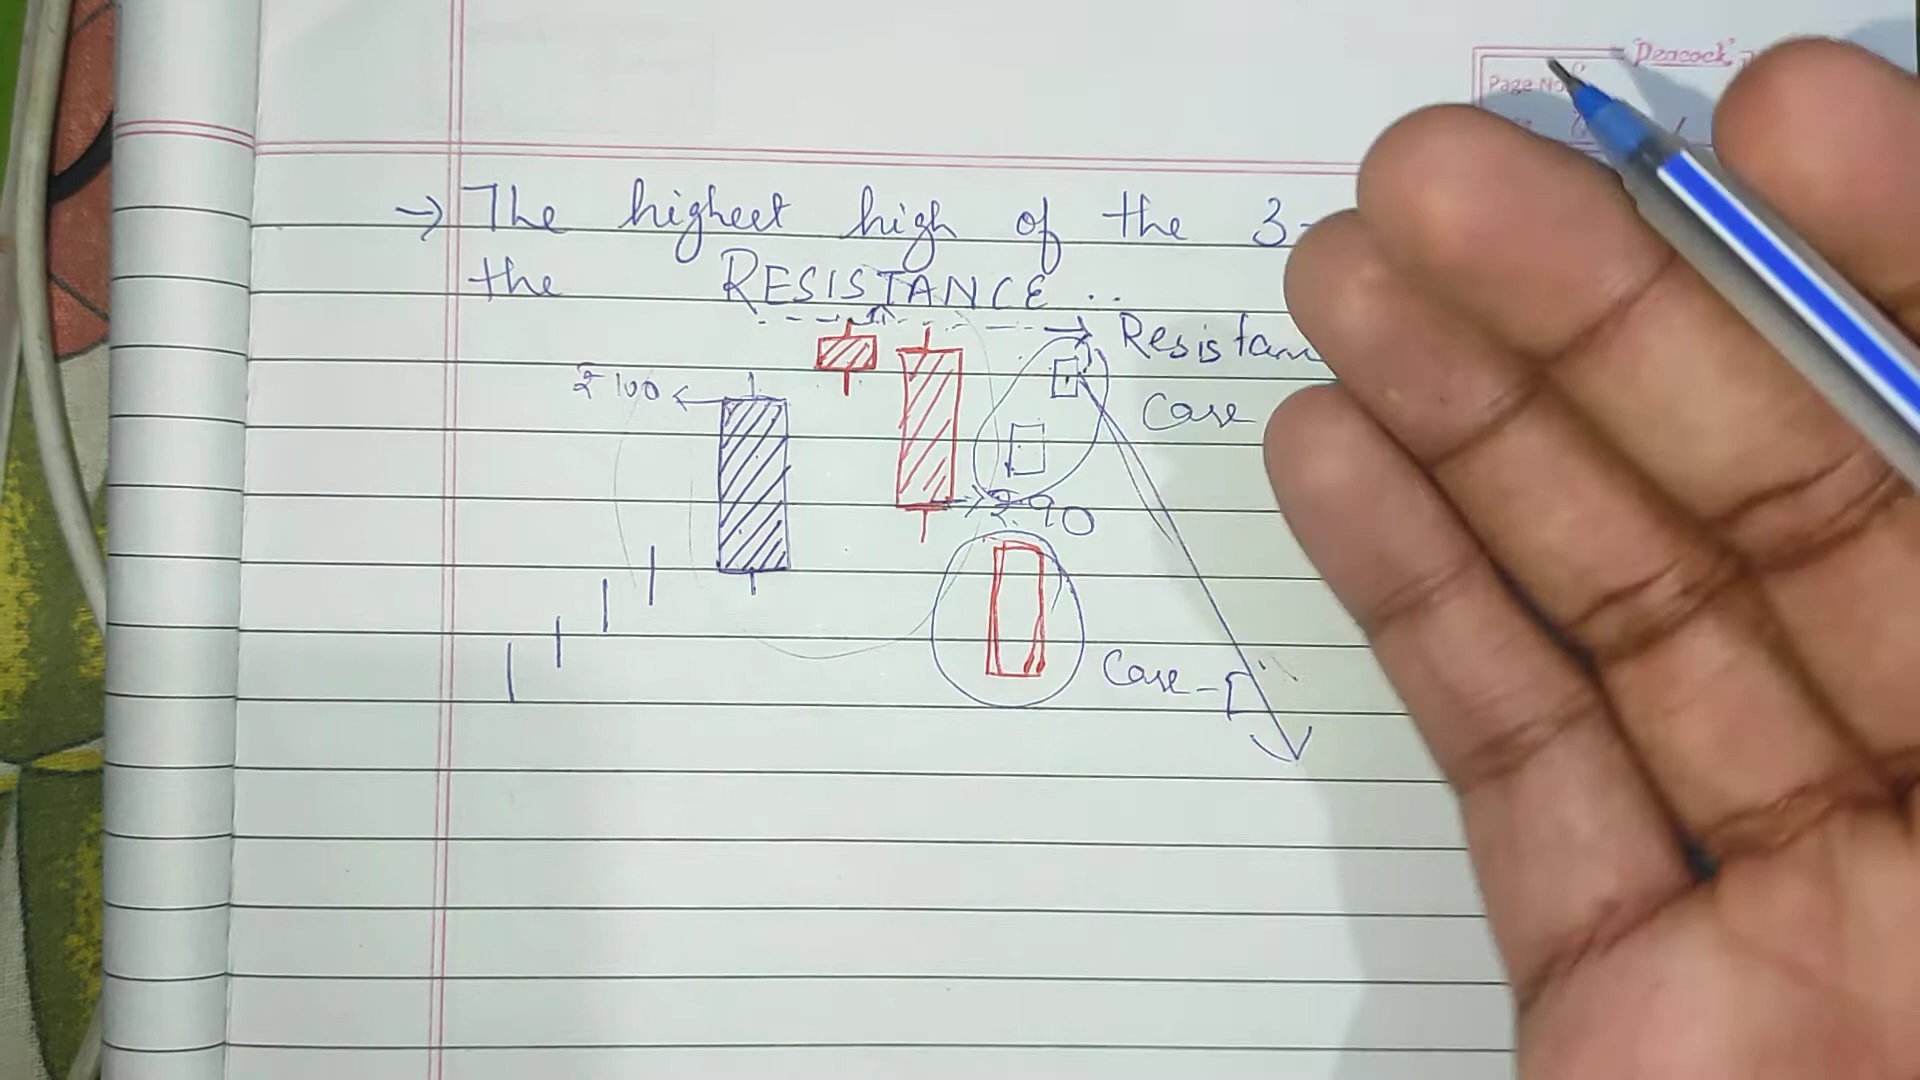 Peacock
Page No
→ The highest high of the 3-
the RESISTANCE ..
Resistan
₹100
Case
₹90
Case-